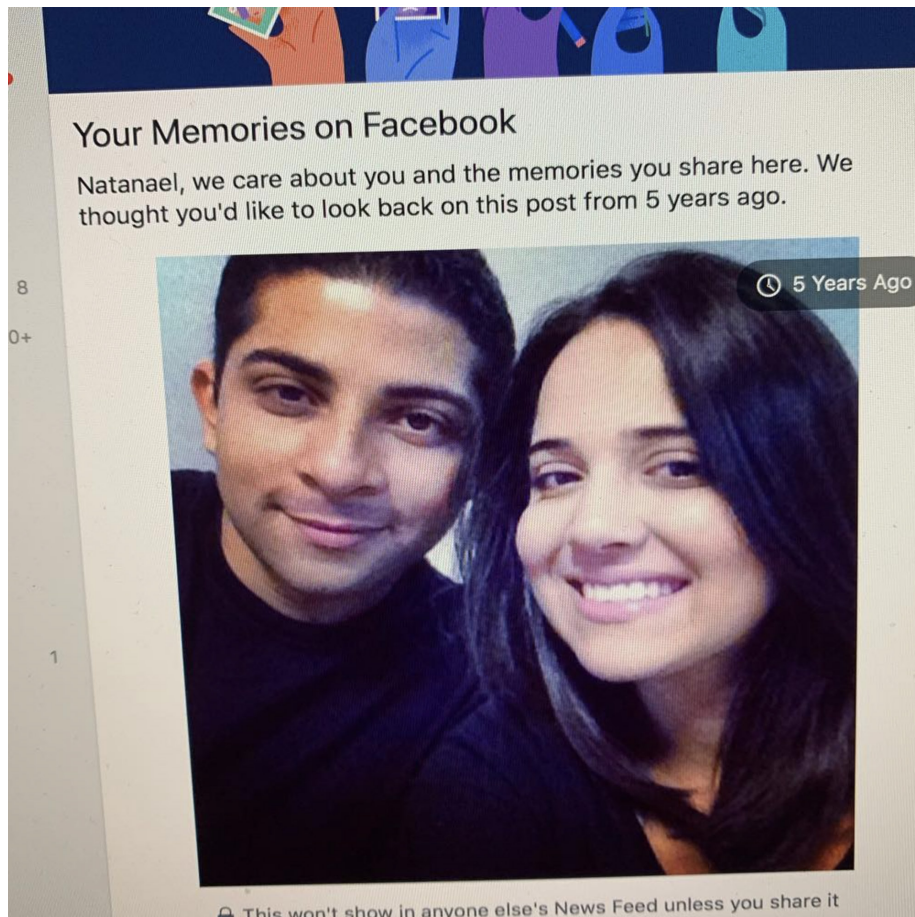 Your Memories on Facebook
Natanael, we care about you and the memories you share here. We
thought you'd like to look back on this post from 5 years ago.
8
5 Years Ago
0+
1
This won't show in anyone else's News Feed unless you share it